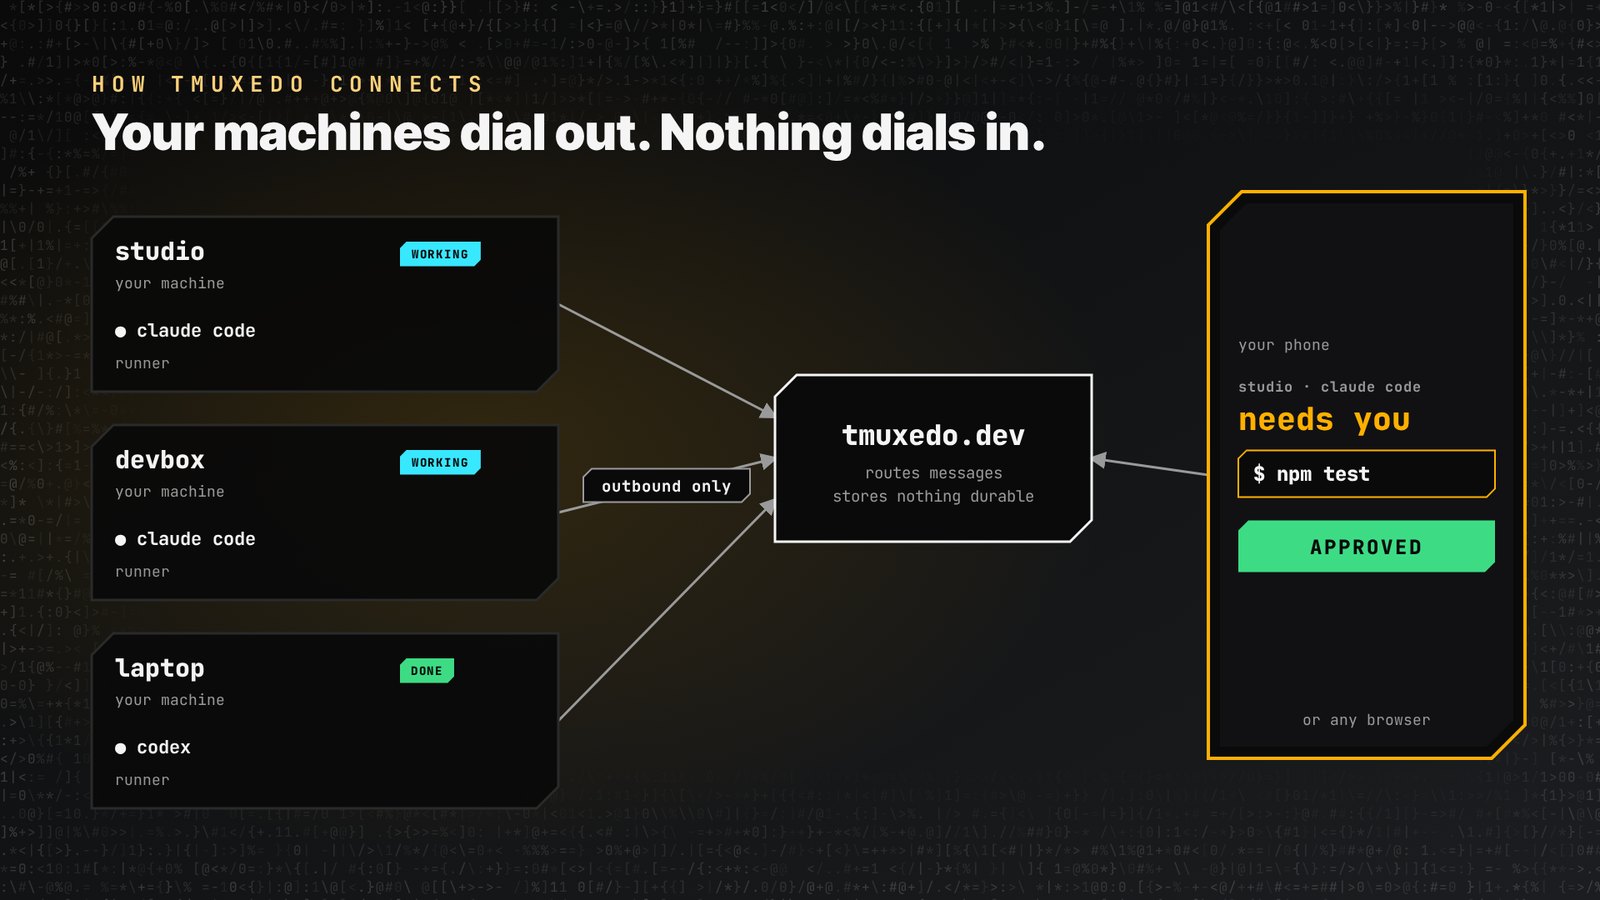 HOW TMUXEDO CONNECTS
Your machines dial out. Nothing dials in.
studio
WORKING
your machine
claude code
runner
devbox
WORKING
your machine
claude code
runner
laptop
DONE
your machine
codex
runner
outbound only
tmuxedo.dev
routes messages
stores nothing durable
your phone
studio · claude code
needs you
$ npm test
APPROVED
or any browser